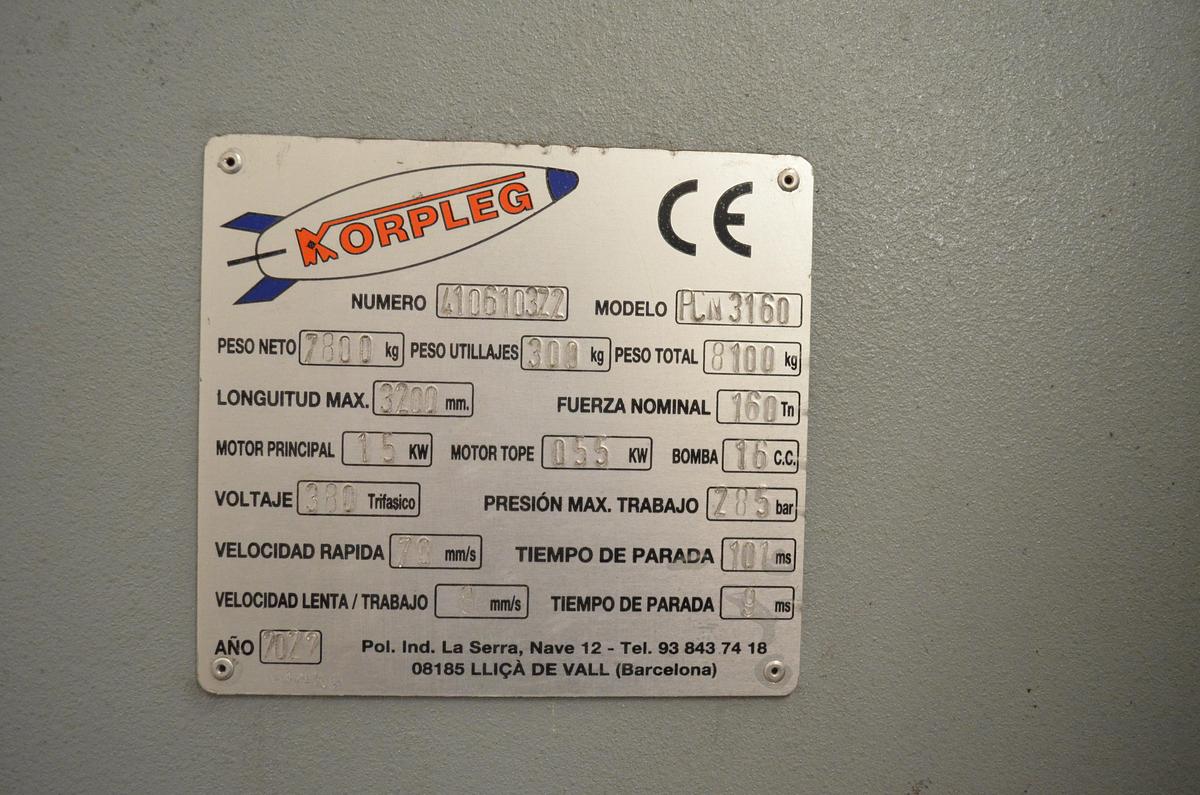 KORPLEG CE
NUMERO 410610322 MODELO PCN 3160
PESO NETO 7800 kg PESO UTILLAJES 300 kg PESO TOTAL 8100 kg
LONGUITUD MAX. 3200 mm. FUERZA NOMINAL 160 Tn
MOTOR PRINCIPAL 15 KW MOTOR TOPE 055 KW BOMBA 16 C.C.
VOLTAJE 380 Trifasico PRESIÓN MAX. TRABAJO 285 bar
VELOCIDAD RAPIDA mm/s TIEMPO DE PARADA 101 ms
VELOCIDAD LENTA / TRABAJO mm/s TIEMPO DE PARADA 9 ms
AÑO Pol. Ind. La Serra, Nave 12 - Tel. 93 843 74 18
08185 LLIÇÀ DE VALL (Barcelona)